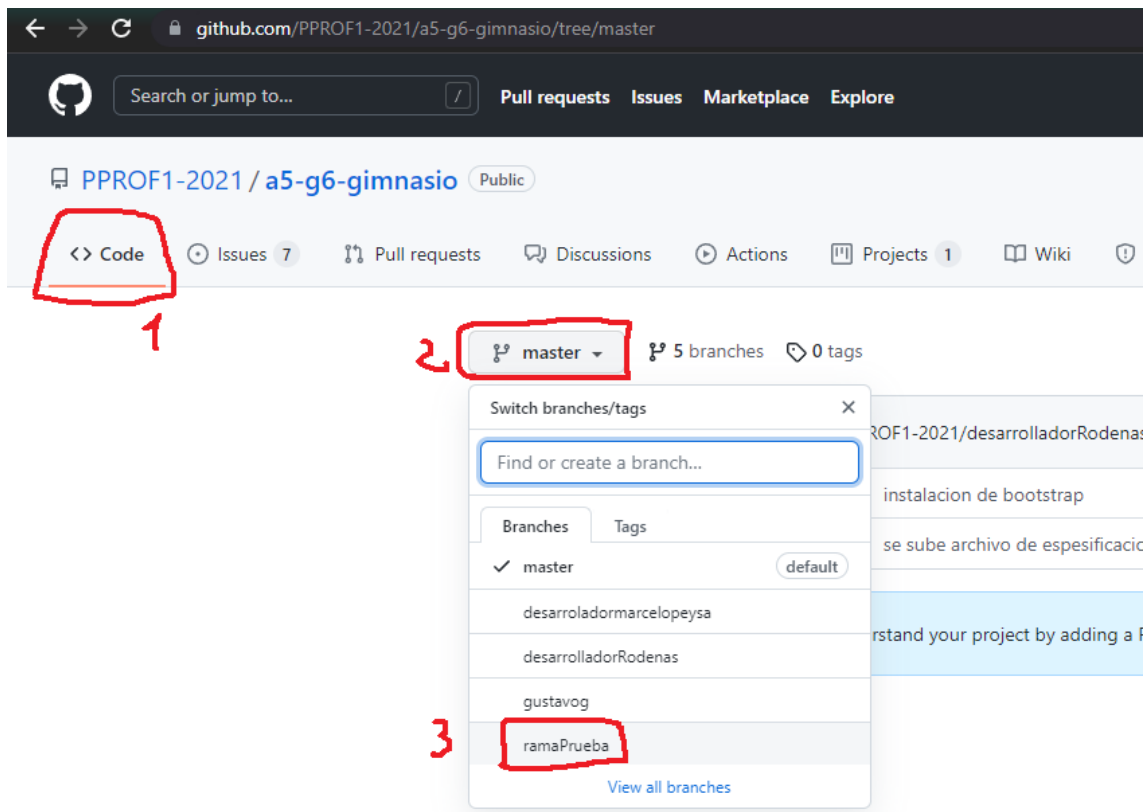 github.com/PPROF1-2021/a5-g6-gimnasio/tree/master
Search or jump to... / Pull requests Issues Marketplace Explore
PPROF1-2021 / a5-g6-gimnasio Public
<> Code Issues 7 Pull requests Discussions Actions Projects 1 Wiki
1
2. master 5 branches 0 tags
Switch branches/tags
ROF1-2021/desarrolladorRodenas
Find or create a branch...
instalacion de bootstrap
Branches Tags
se sube archivo de espesificacio
master default
desarroladormarcelopeysa
rstand your project by adding a
desarrolladorRodenas
gustavog
3 ramaPrueba
View all branches